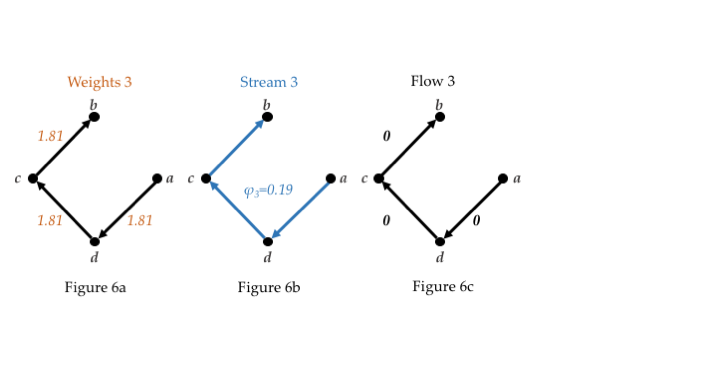 Weights 3
Stream 3
Flow 3
b
b
b
1.81
0
c
a
c
φ₃=0.19
a
c
a
1.81
1.81
0
0
d
d
d
Figure 6a
Figure 6b
Figure 6c